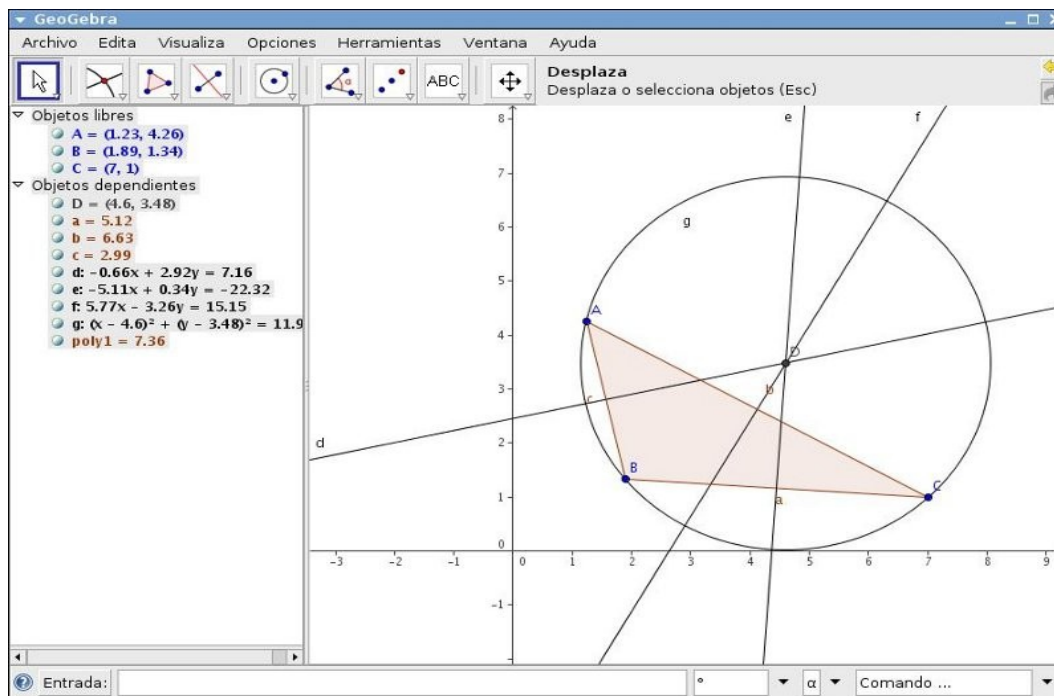 GeoGebra
Archivo Edita Visualiza Opciones Herramientas Ventana Ayuda
ABC
Desplaza
Desplaza o selecciona objetos (Esc)
Objetos libres
A = (1.23, 4.26)
B = (1.89, 1.34)
C = (7, 1)
Objetos dependientes
D = (4.6, 3.48)
a = 5.12
b = 6.63
c = 2.99
d: -0.66x + 2.92y = 7.16
e: -5.11x + 0.34y = -22.32
f: 5.77x - 3.26y = 15.15
g: (x - 4.6)² + (y - 3.48)² = 11.9
poly1 = 7.36
8 e f
7
6 g
5
4 A
D
3 b
c
2
d B C
1 a
0
-3 -2 -1 0 1 2 3 4 5 6 7 8 9
-1
Entrada: ° α Comando ...